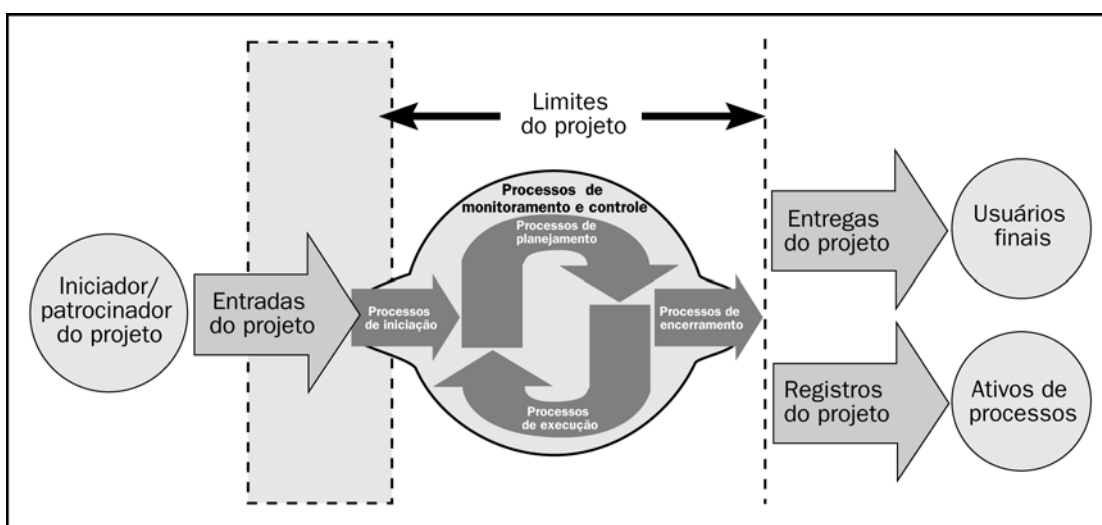 Limites
do projeto
Iniciador/
patrocinador
do projeto
Entradas
do projeto
Processos de
monitoramento e controle
Processos de
planejamento
Processos
de iniciação
Processos
de execução
Processos de
encerramento
Entregas
do projeto
Usuários
finais
Registros
do projeto
Ativos de
processos